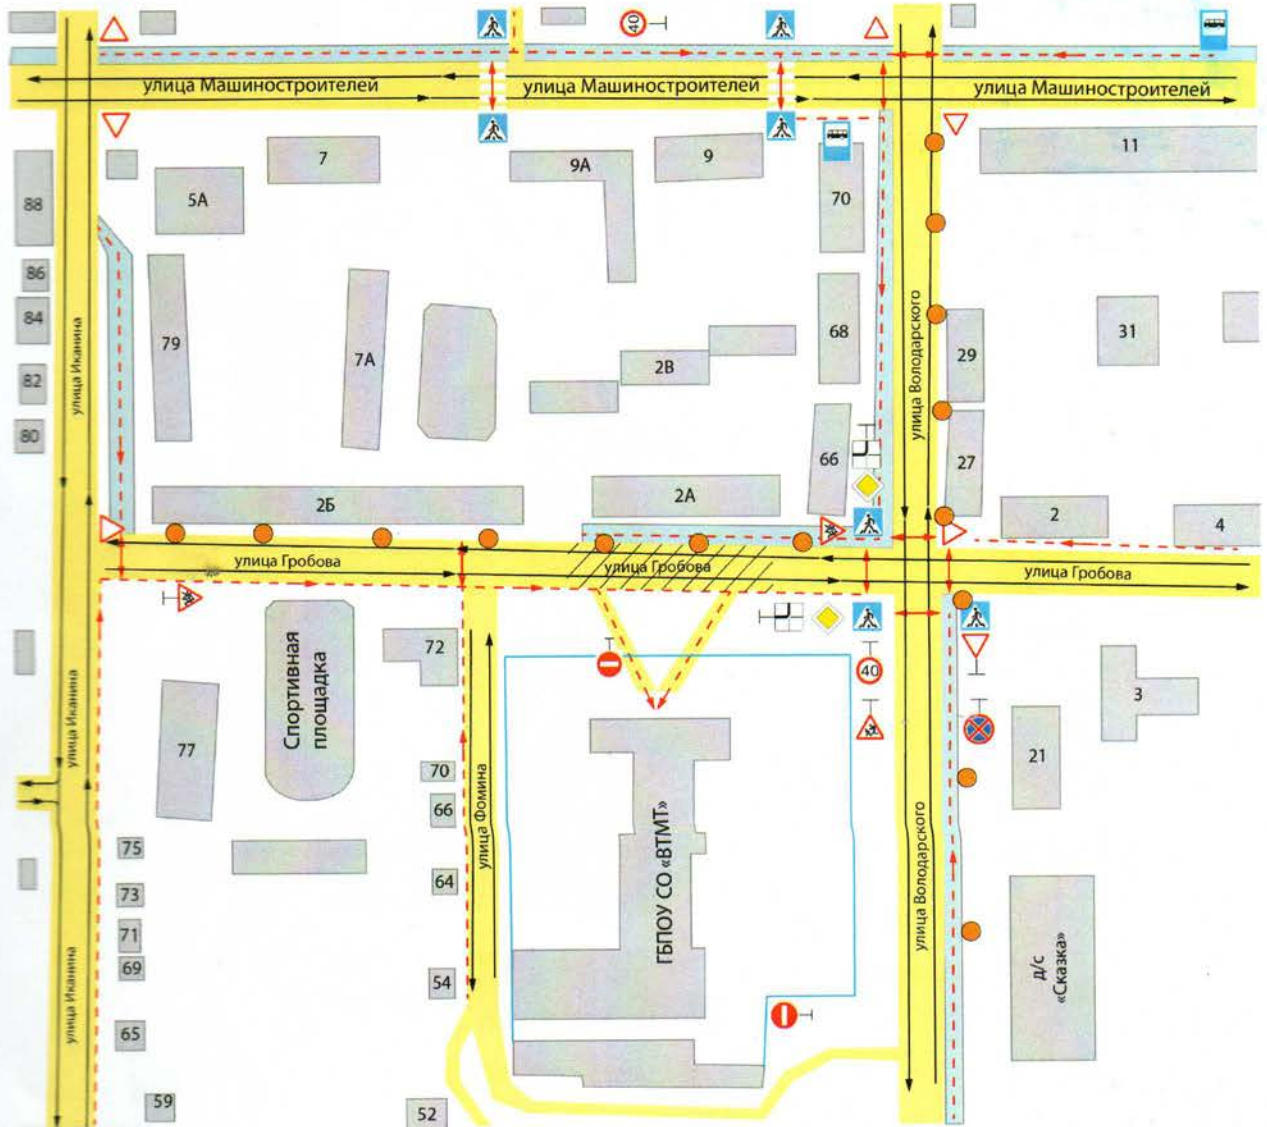 40
улица Машиностроителей
улица Машиностроителей
улица Машиностроителей
7
9А
9
11
5А
70
88
86
84
82
80
79
7А
2В
68
29
31
улица Иканина
улица Володарского
66
27
2Б
2А
2
4
улица Гробова
улица Гробова
улица Гробова
72
Спортивная
площадка
40
3
77
улица Иканина
21
70
66
улица Фомина
ГБПОУ СО «ВТМТ»
75
64
73
71
69
54
улица Володарского
д/с
«Сказка»
улица Иканина
65
59
52